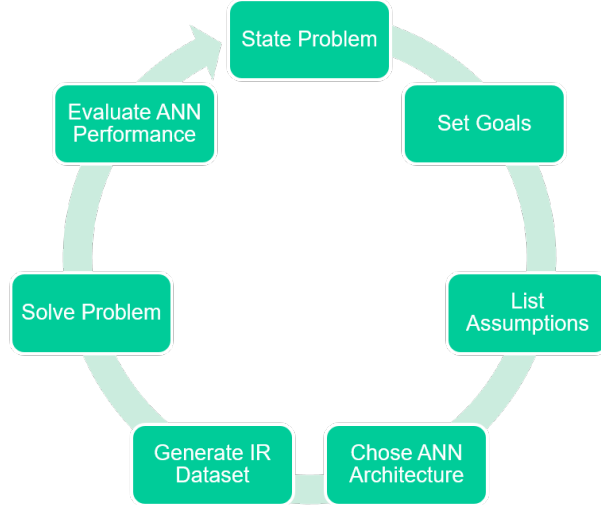 State Problem
Set Goals
List
Assumptions
Chose ANN
Architecture
Generate IR
Dataset
Solve Problem
Evaluate ANN
Performance